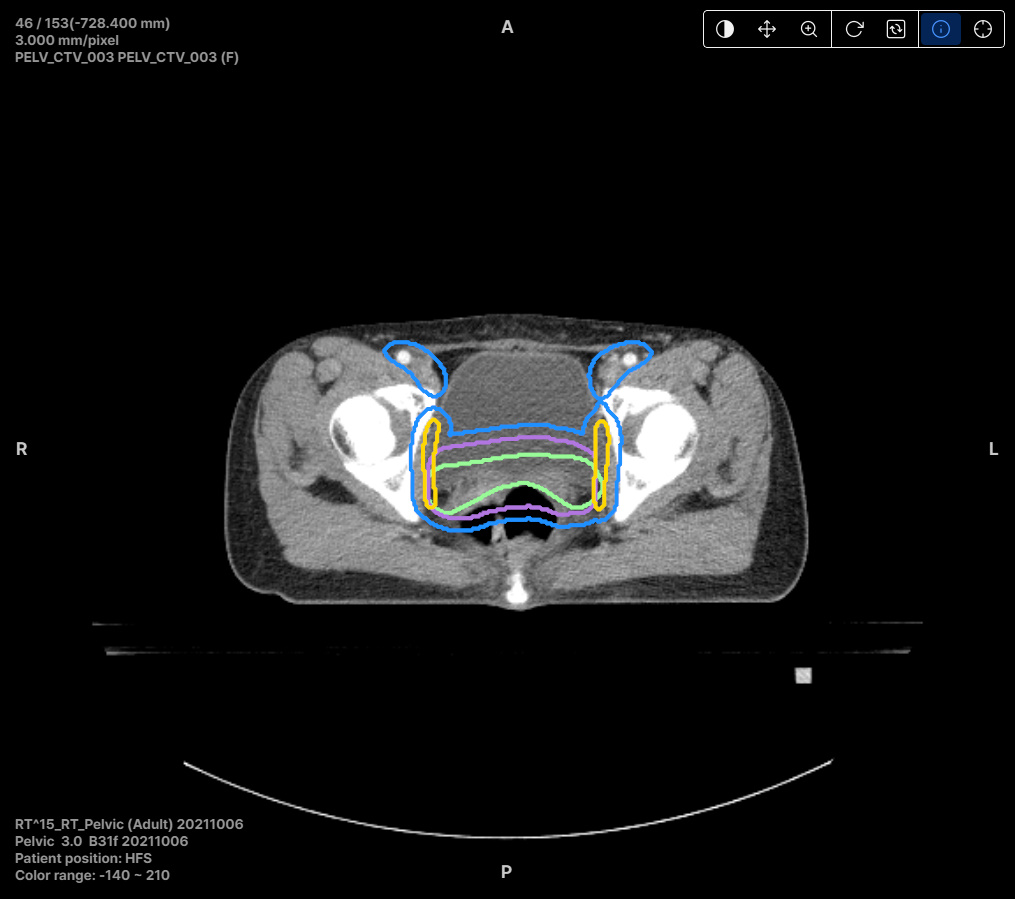 46 / 153(-728.400 mm)
3.000 mm/pixel
PELV_CTV_003 PELV_CTV_003 (F)
A
R
L
RT^15_RT_Pelvic (Adult) 20211006
Pelvic  3.0  B31f 20211006
Patient position: HFS
Color range: -140 ~ 210
P